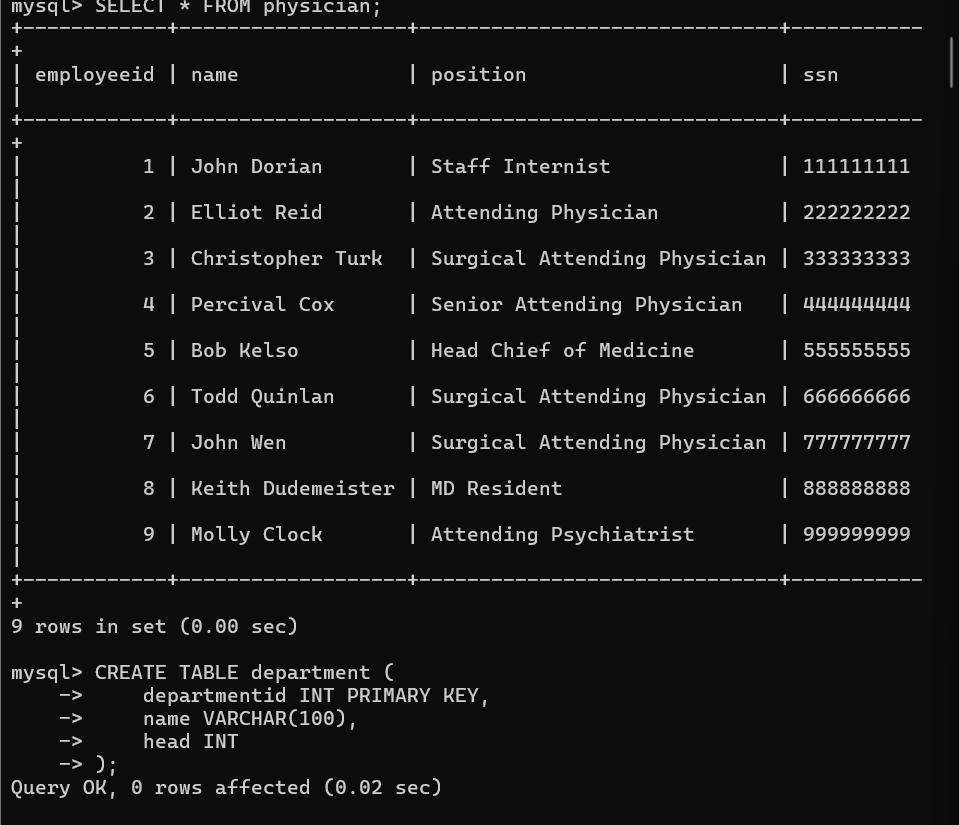 mysql> SELECT * FROM physician;
+------------+-------------------+------------------------------+-----------
+
| employeeid | name              | position                     | ssn
|
+------------+-------------------+------------------------------+-----------
+
|          1 | John Dorian       | Staff Internist              | 111111111
|
|          2 | Elliot Reid       | Attending Physician          | 222222222
|
|          3 | Christopher Turk  | Surgical Attending Physician | 333333333
|
|          4 | Percival Cox      | Senior Attending Physician   | 444444444
|
|          5 | Bob Kelso         | Head Chief of Medicine       | 555555555
|
|          6 | Todd Quinlan      | Surgical Attending Physician | 666666666
|
|          7 | John Wen          | Surgical Attending Physician | 777777777
|
|          8 | Keith Dudemeister | MD Resident                  | 888888888
|
|          9 | Molly Clock       | Attending Psychiatrist       | 999999999
|
+------------+-------------------+------------------------------+-----------
+
9 rows in set (0.00 sec)

mysql> CREATE TABLE department (
    ->     departmentid INT PRIMARY KEY,
    ->     name VARCHAR(100),
    ->     head INT
    -> );
Query OK, 0 rows affected (0.02 sec)